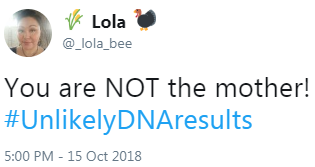 🌾 Lola 🦃
@_lola_bee
You are NOT the mother!
#UnlikelyDNAresults
5:00 PM - 15 Oct 2018